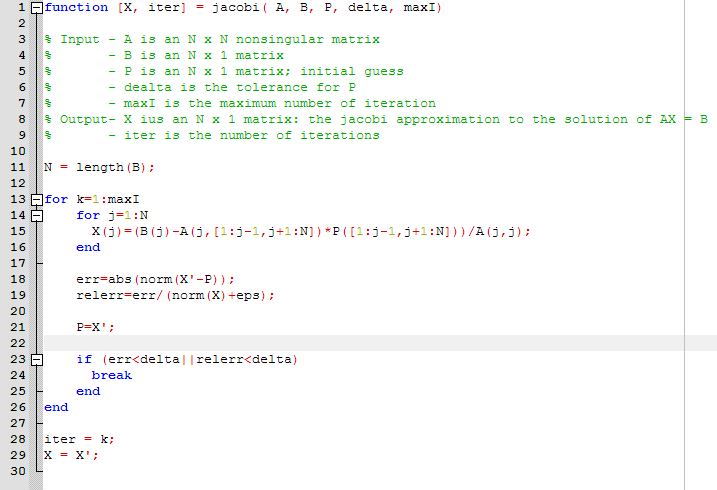 1 function [X, iter] = jacobi( A, B, P, delta, maxI)
2
3 % Input - A is an N x N nonsingular matrix
4 %       - B is an N x 1 matrix
5 %       - P is an N x 1 matrix; initial guess
6 %       - dealta is the tolerance for P
7 %       - maxI is the maximum number of iteration
8 % Output- X ius an N x 1 matrix: the jacobi approximation to the solution of AX = B
9 %       - iter is the number of iterations
10
11 N = length(B);
12
13 for k=1:maxI
14     for j=1:N
15       X(j)=(B(j)-A(j,[1:j-1,j+1:N])*P([1:j-1,j+1:N]))/A(j,j);
16     end
17
18     err=abs(norm(X'-P));
19     relerr=err/(norm(X)+eps);
20
21     P=X';
22
23     if (err<delta||relerr<delta)
24       break
25     end
26 end
27
28 iter = k;
29 X = X';
30